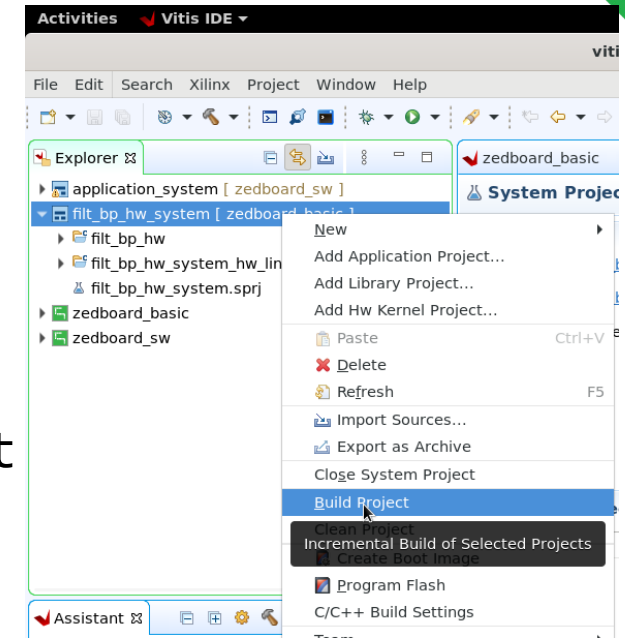 Activities Vitis IDE
viti
File Edit Search Xilinx Project Window Help
Explorer
zedboard_basic
application_system [ zedboard_sw ]
System Projec
filt_bp_hw_system [ zedboard_basic ]
New
filt_bp_hw
Add Application Project...
filt_bp_hw_system_hw_lin
Add Library Project...
filt_bp_hw_system.sprj
Add Hw Kernel Project...
zedboard_basic
zedboard_sw
Paste Ctrl+V
Delete
Refresh F5
Import Sources...
t
Export as Archive
Close System Project
Build Project
Clean Project
Incremental Build of Selected Projects
Create Boot Image
Program Flash
C/C++ Build Settings
Assistant
Team